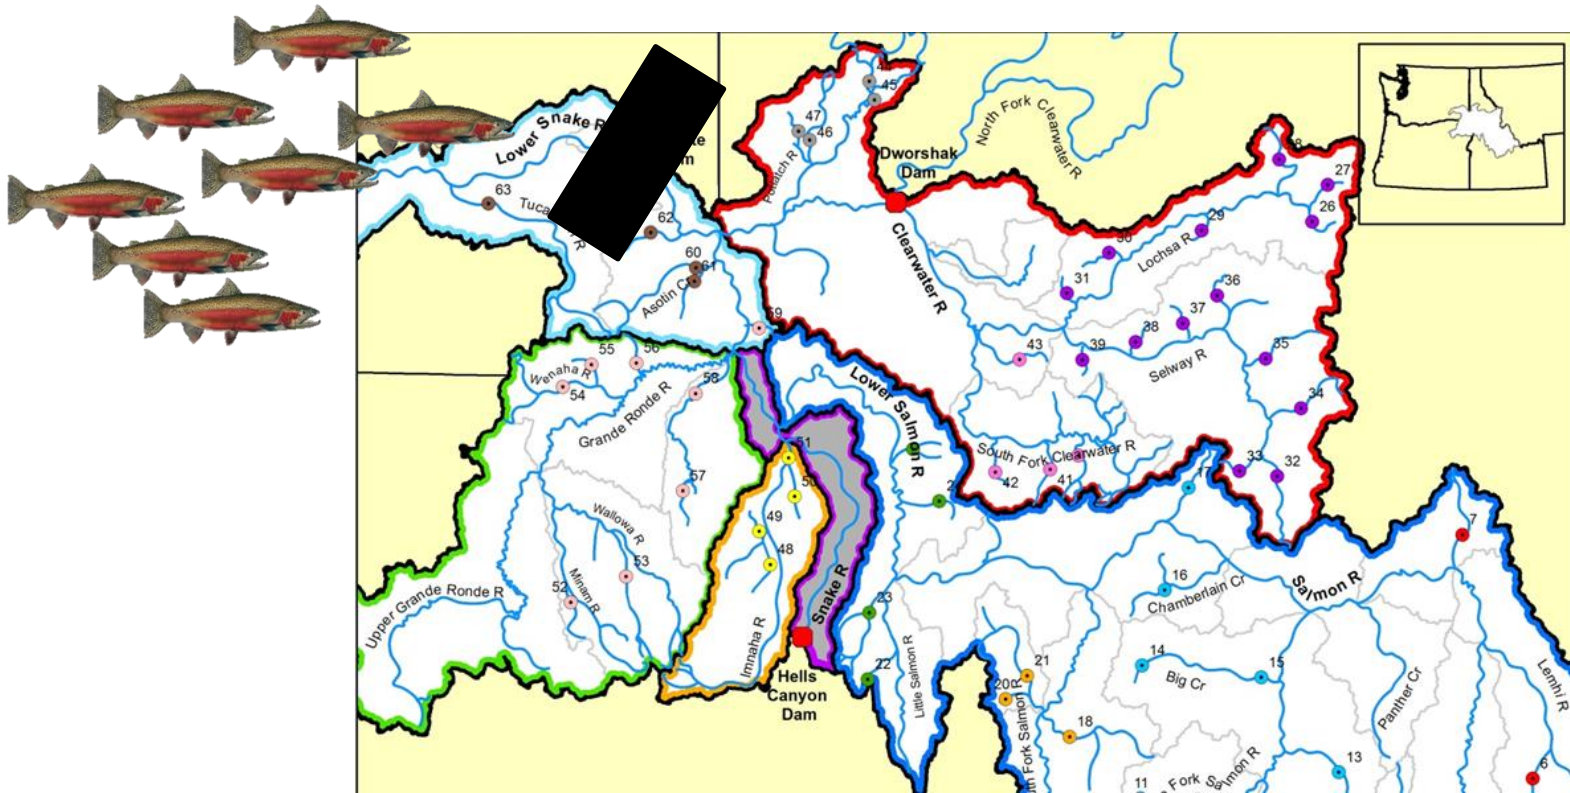 45
47
46
Potlatch R
North Fork Clearwater R
Dworshak
Dam
Lower Snake R
63
62
60
61
Asotin Cr
59
Clearwater R
27
26
29
Lochsa R
31
36
37
38
39
43
35
34
Selway R
55
56
Wenaha R
54
58
Grande Ronde R
Lower Salmon R
51
South Fork Clearwater R
42
41
33
32
17
57
49
48
Wallowa R
53
52
Minam R
Upper Grande Ronde R
Imnaha R
Snake R
Hells
Canyon
Dam
23
22
Little Salmon R
7
16
Chamberlain Cr
Salmon R
14
15
Big Cr
21
20
18
Fork Salmon R
Panther Cr
Lemhi R
13
11
6